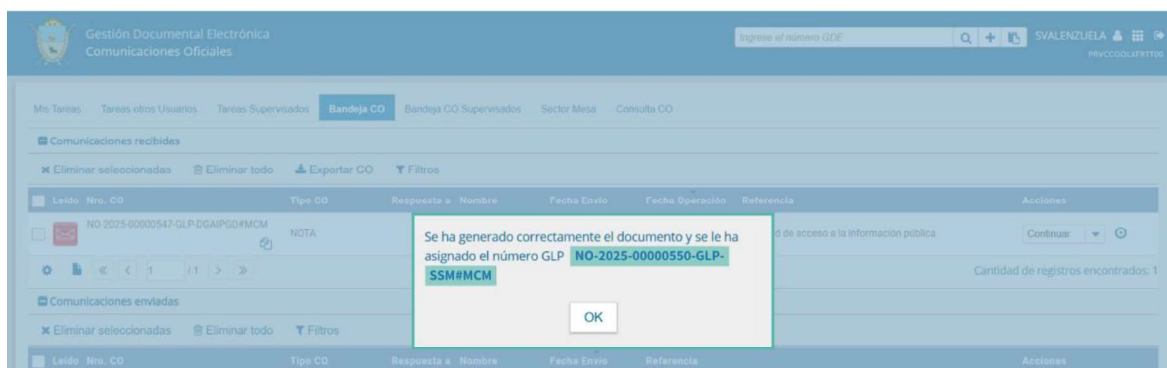 Gestión Documental Electrónica
Comunicaciones Oficiales
Ingrese el número GDE
SVALENZUELA
Mis Tareas Tareas otros Usuarios Tareas Supervisados Bandeja CO Bandeja CO Supervisados Sector Mesa Consulta CO
Comunicaciones recibidas
Eliminar seleccionadas Eliminar todo Exportar CO Filtros
Leído Nro. CO Tipo CO Respuesta a Nombre Fecha Envío Fecha Operación Referencia Acciones
NO-2025-00000547-GLP-DGAIPGD#MCM NOTA d de acceso a la información pública Continuar
1 /1 Cantidad de registros encontrados: 1
Se ha generado correctamente el documento y se le ha
asignado el número GLP NO-2025-00000550-GLP-
SSM#MCM
OK
Comunicaciones enviadas
Eliminar seleccionadas Eliminar todo Filtros
Leído Nro. CO Tipo CO Respuesta a Nombre Fecha Envío Referencia Acciones